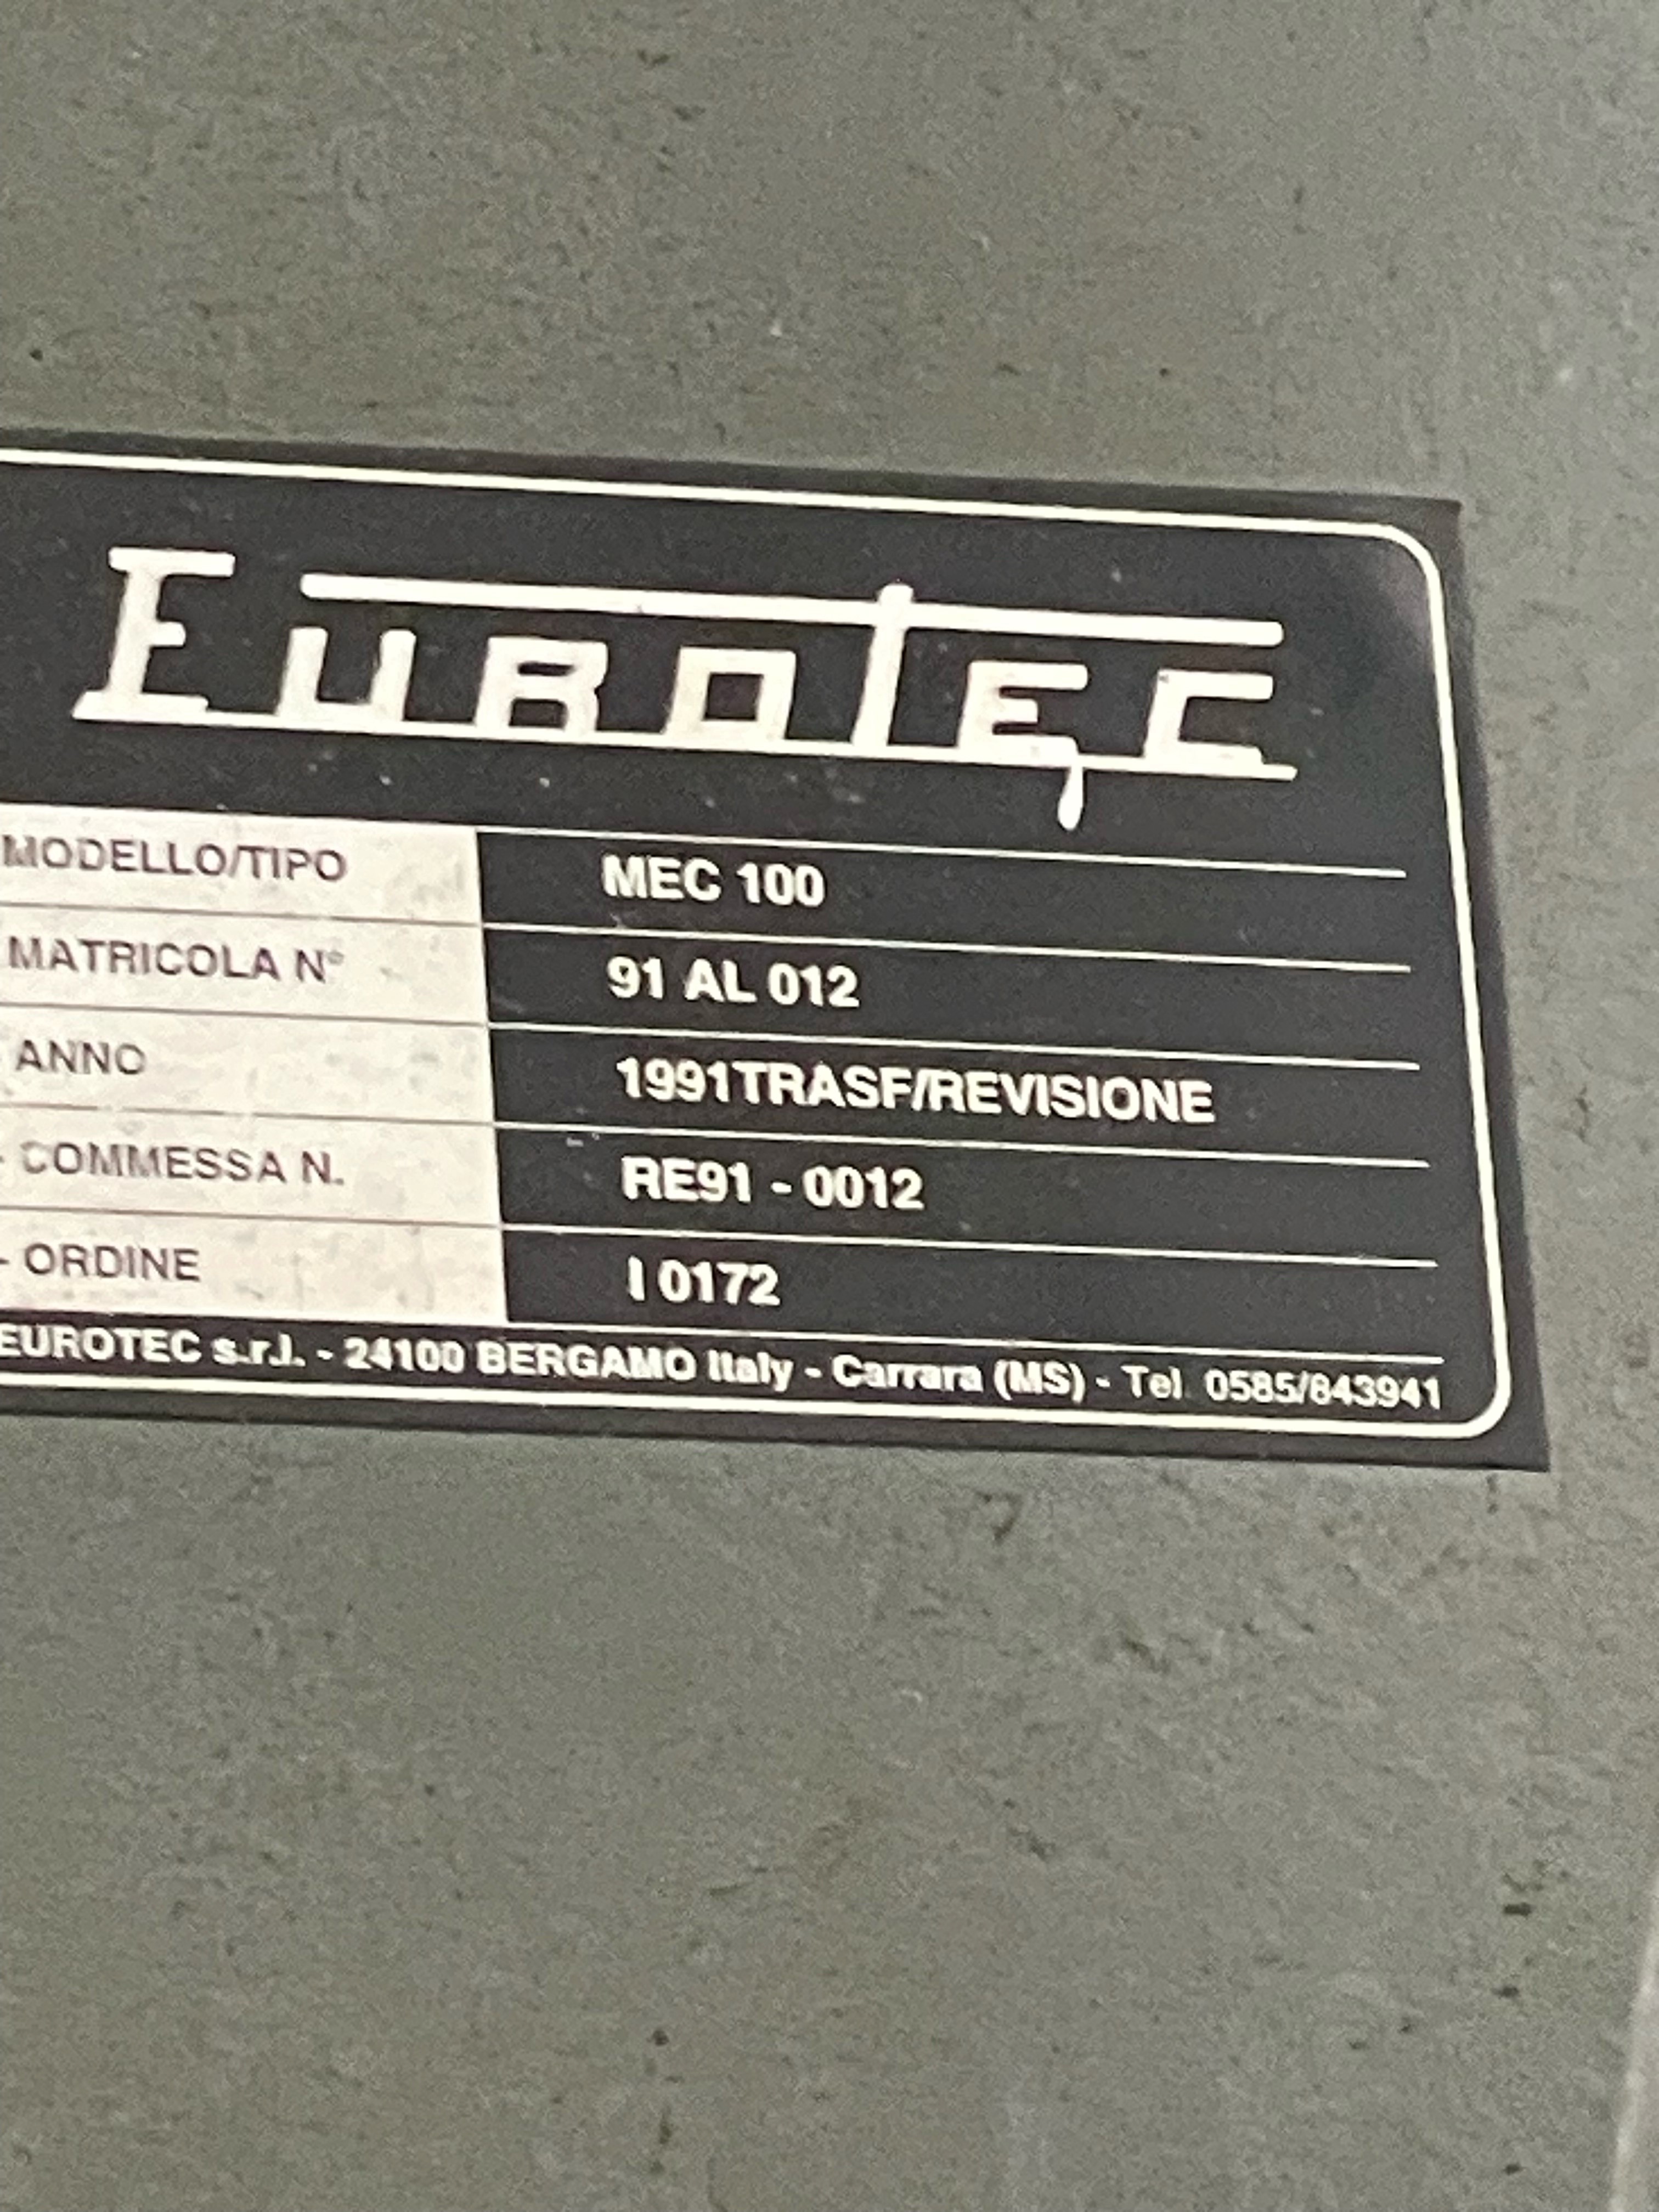 EUROTEC
MODELLO/TIPO MEC 100
MATRICOLA N° 91 AL 012
ANNO 1991TRASF/REVISIONE
- COMMESSA N. RE91 - 0012
- ORDINE I 0172
EUROTEC s.r.l. - 24100 BERGAMO Italy - Carrara (MS) - Tel. 0585/843941